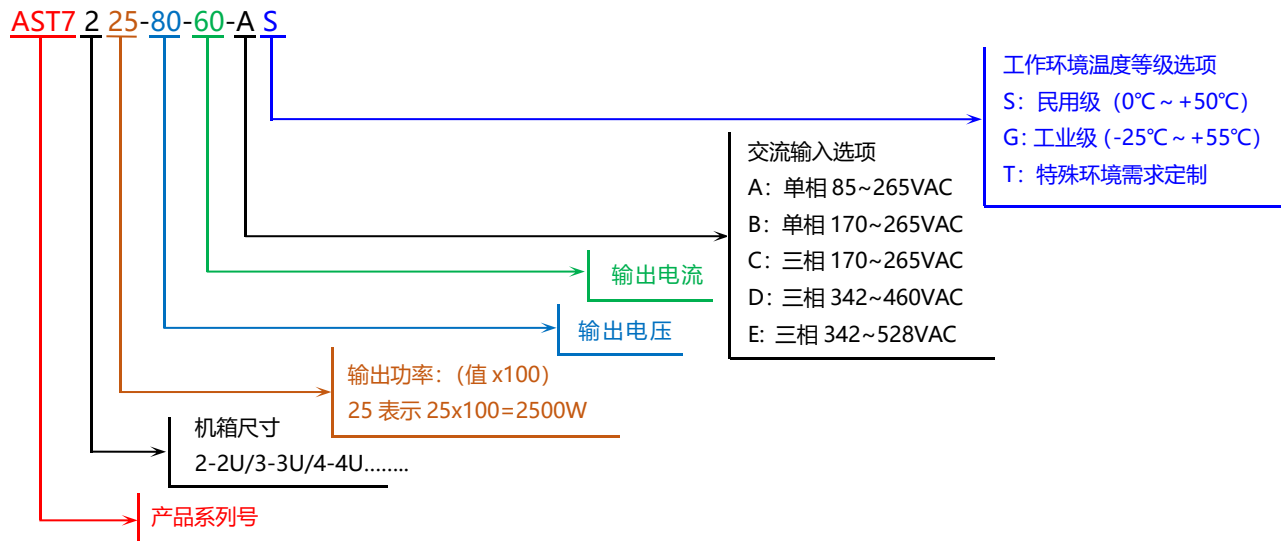 AST7 2 25-80-60-A S
工作环境温度等级选项
S：民用级（0℃~+50℃）
G：工业级（-25℃~+55℃）
T：特殊环境需求定制
交流输入选项
A：单相 85~265VAC
B：单相 170~265VAC
C：三相 170~265VAC
D：三相 342~460VAC
E: 三相 342~528VAC
输出电流
输出电压
输出功率：（值 x100）
25 表示 25x100=2500W
机箱尺寸
2-2U/3-3U/4-4U........
产品系列号